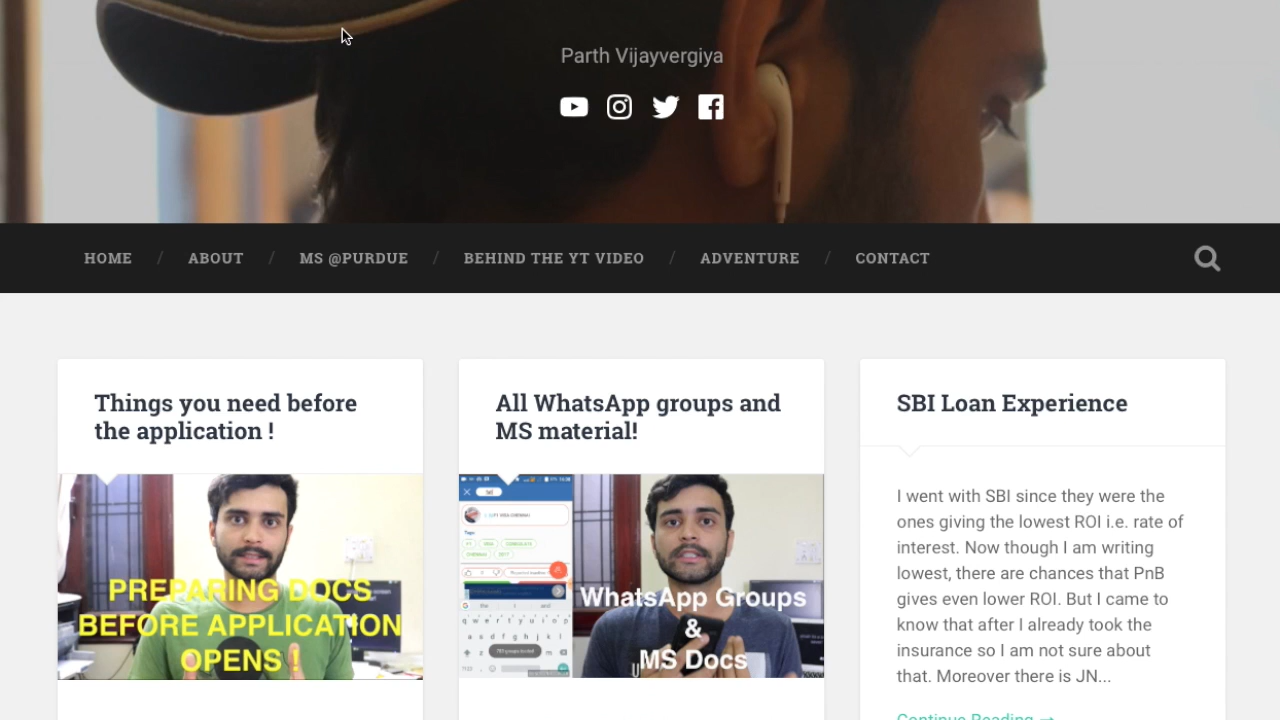 Parth Vijayvergiya
HOME / ABOUT / MS @PURDUE / BEHIND THE YT VIDEO / ADVENTURE / CONTACT
Things you need before
the application !
PREPARING DOCS
BEFORE APPLICATION
OPENS !
All WhatsApp groups and
MS material!
Tags:
the
I
and
q w e r t y u i o p
a s d f g h j k l
z x c v b n m
WhatsApp Groups
&
MS Docs
SBI Loan Experience
I went with SBI since they were the
ones giving the lowest ROI i.e. rate of
interest. Now though I am writing
lowest, there are chances that PnB
gives even lower ROI. But I came to
know that after I already took the
insurance so I am not sure about
that. Moreover there is JN...
Continue Reading →